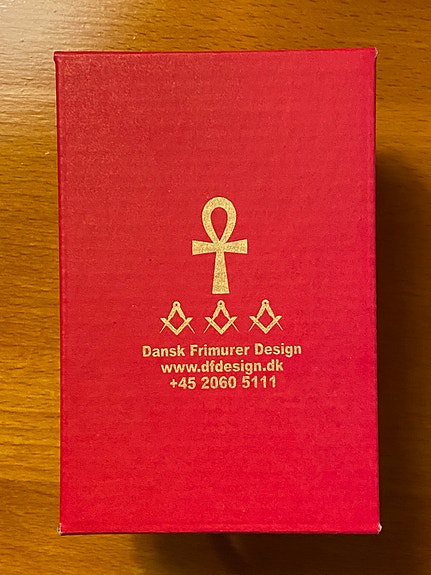 Dansk Frimurer Design
www.dfdesign.dk
+45 2060 5111